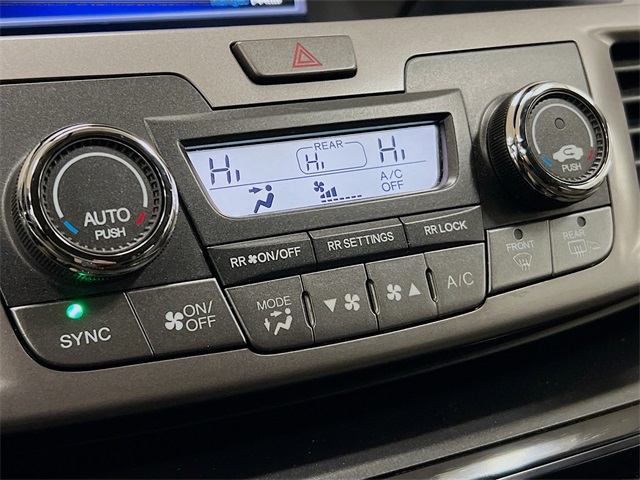 Hi
REAR
Hi
Hi
A/C
OFF
AUTO
PUSH
PUSH
RR ON/OFF
RR SETTINGS
RR LOCK
FRONT
REAR
SYNC
ON/
OFF
MODE
A/C